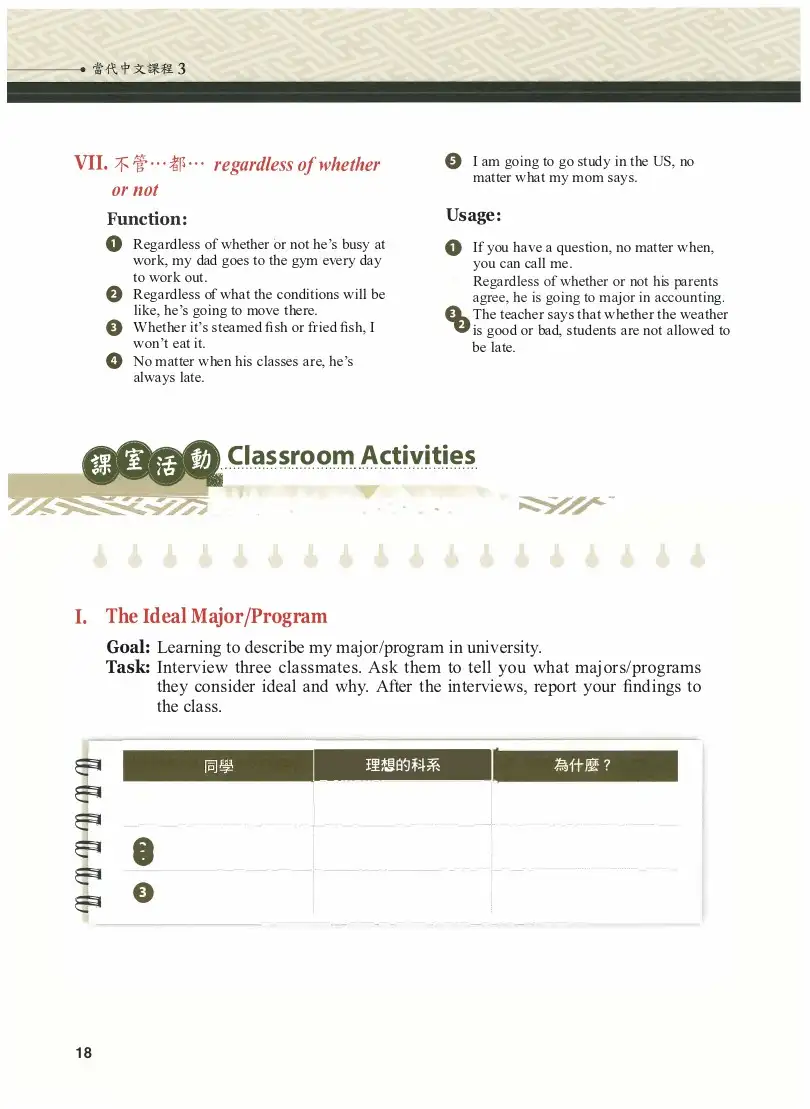 當代中文課程 3
VII. 不管…都… regardless of whether
or not
Function:
1 Regardless of whether or not he's busy at
work, my dad goes to the gym every day
to work out.
2 Regardless of what the conditions will be
like, he's going to move there.
3 Whether it's steamed fish or fried fish, I
won't eat it.
4 No matter when his classes are, he's
always late.
5 I am going to go study in the US, no
matter what my mom says.
Usage:
1 If you have a question, no matter when,
you can call me.
2 Regardless of whether or not his parents
agree, he is going to major in accounting.
3 The teacher says that whether the weather
is good or bad, students are not allowed to
be late.
課室活動 Classroom Activities
I. The Ideal Major/Program
Goal: Learning to describe my major/program in university.
Task: Interview three classmates. Ask them to tell you what majors/programs
they consider ideal and why. After the interviews, report your findings to
the class.
同學 理想的科系 為什麼？
3
18